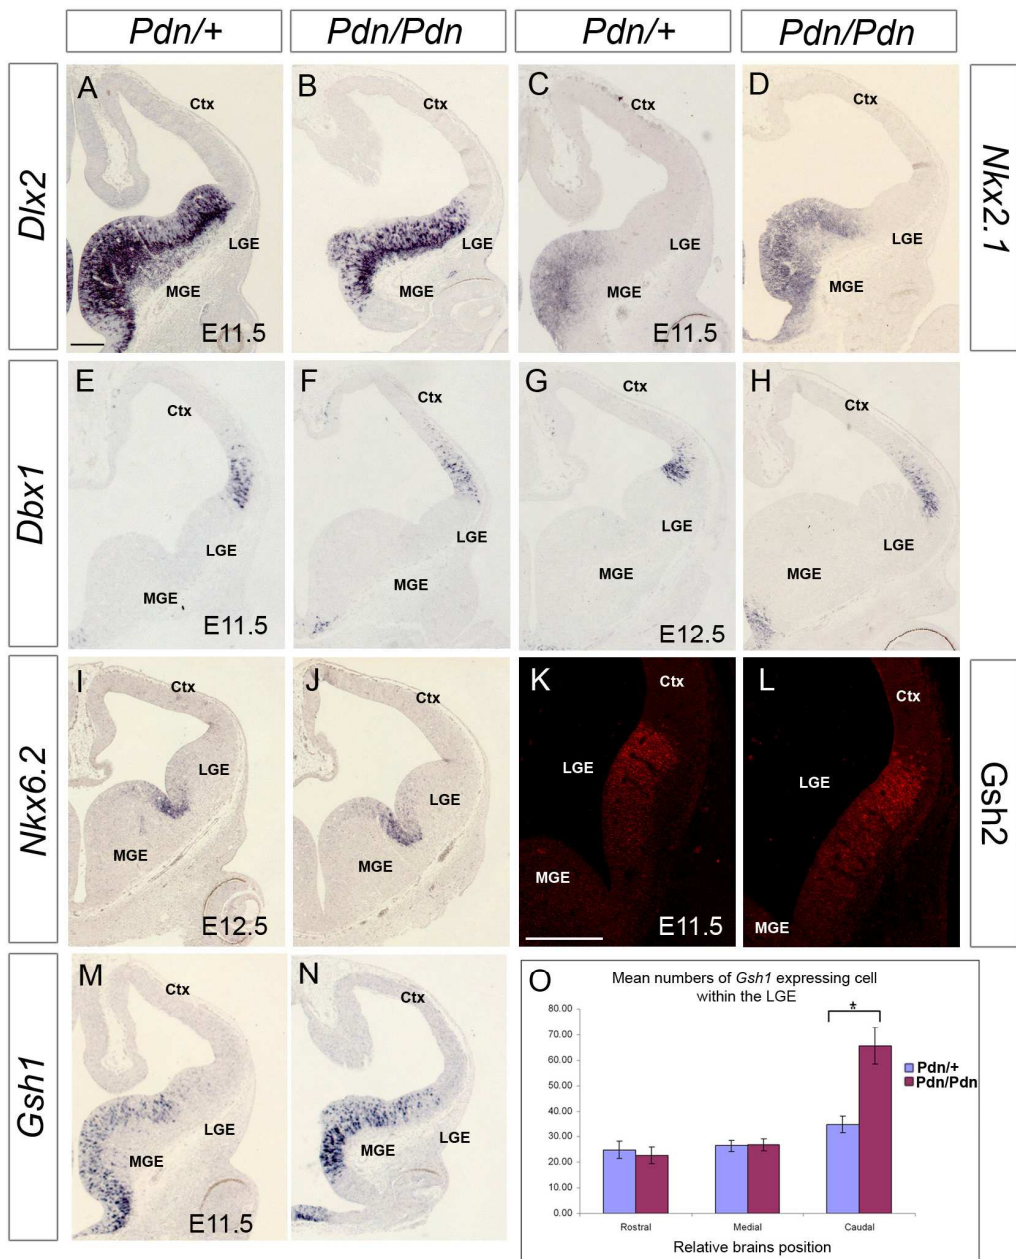 Pdn/+ Pdn/Pdn Pdn/+ Pdn/Pdn
Dlx2
A Ctx LGE MGE E11.5
B Ctx LGE MGE
C Ctx LGE MGE E11.5
D Ctx LGE MGE
Nkx2.1
Dbx1
E Ctx LGE MGE E11.5
F Ctx LGE MGE
G Ctx LGE MGE E12.5
H Ctx LGE MGE
Nkx6.2
I Ctx LGE MGE E12.5
J Ctx LGE MGE
K Ctx LGE MGE E11.5
L Ctx LGE MGE
Gsh2
Gsh1
M Ctx LGE MGE E11.5
N Ctx LGE MGE
O Mean numbers of Gsh1 expressing cell
within the LGE
80.00
70.00
60.00
50.00
40.00
30.00
20.00
10.00
0.00
*
Pdn/+
Pdn/Pdn
Rostral Medial Caudal
Relative brains position